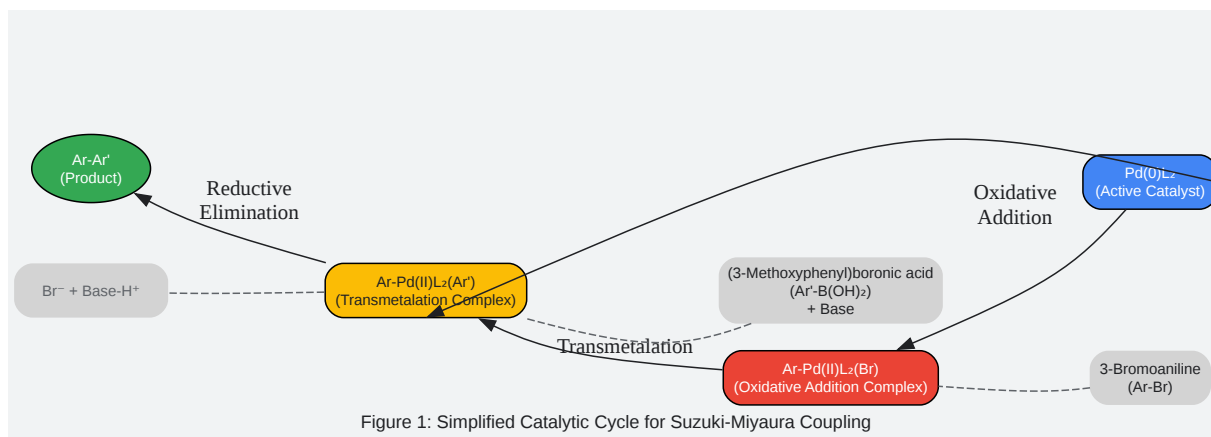 Ar-Ar'
(Product)
Reductive
Elimination
Br⁻ + Base-H⁺
Ar-Pd(II)L₂(Ar')
(Transmetalation Complex)
Oxidative
Addition
Pd(0)L₂
(Active Catalyst)
(3-Methoxyphenyl)boronic acid
(Ar'-B(OH)₂)
+ Base
Transmetalation
Ar-Pd(II)L₂(Br)
(Oxidative Addition Complex)
3-Bromoaniline
(Ar-Br)
Figure 1: Simplified Catalytic Cycle for Suzuki-Miyaura Coupling